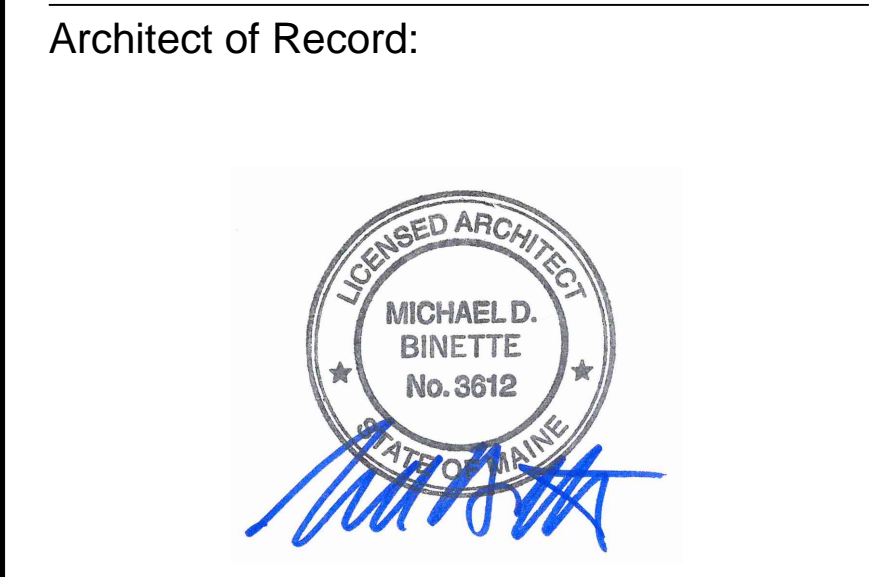 Architect of Record:
LICENSED ARCHITECT
MICHAEL D.
BINETTE
No. 3612
STATE OF MAINE